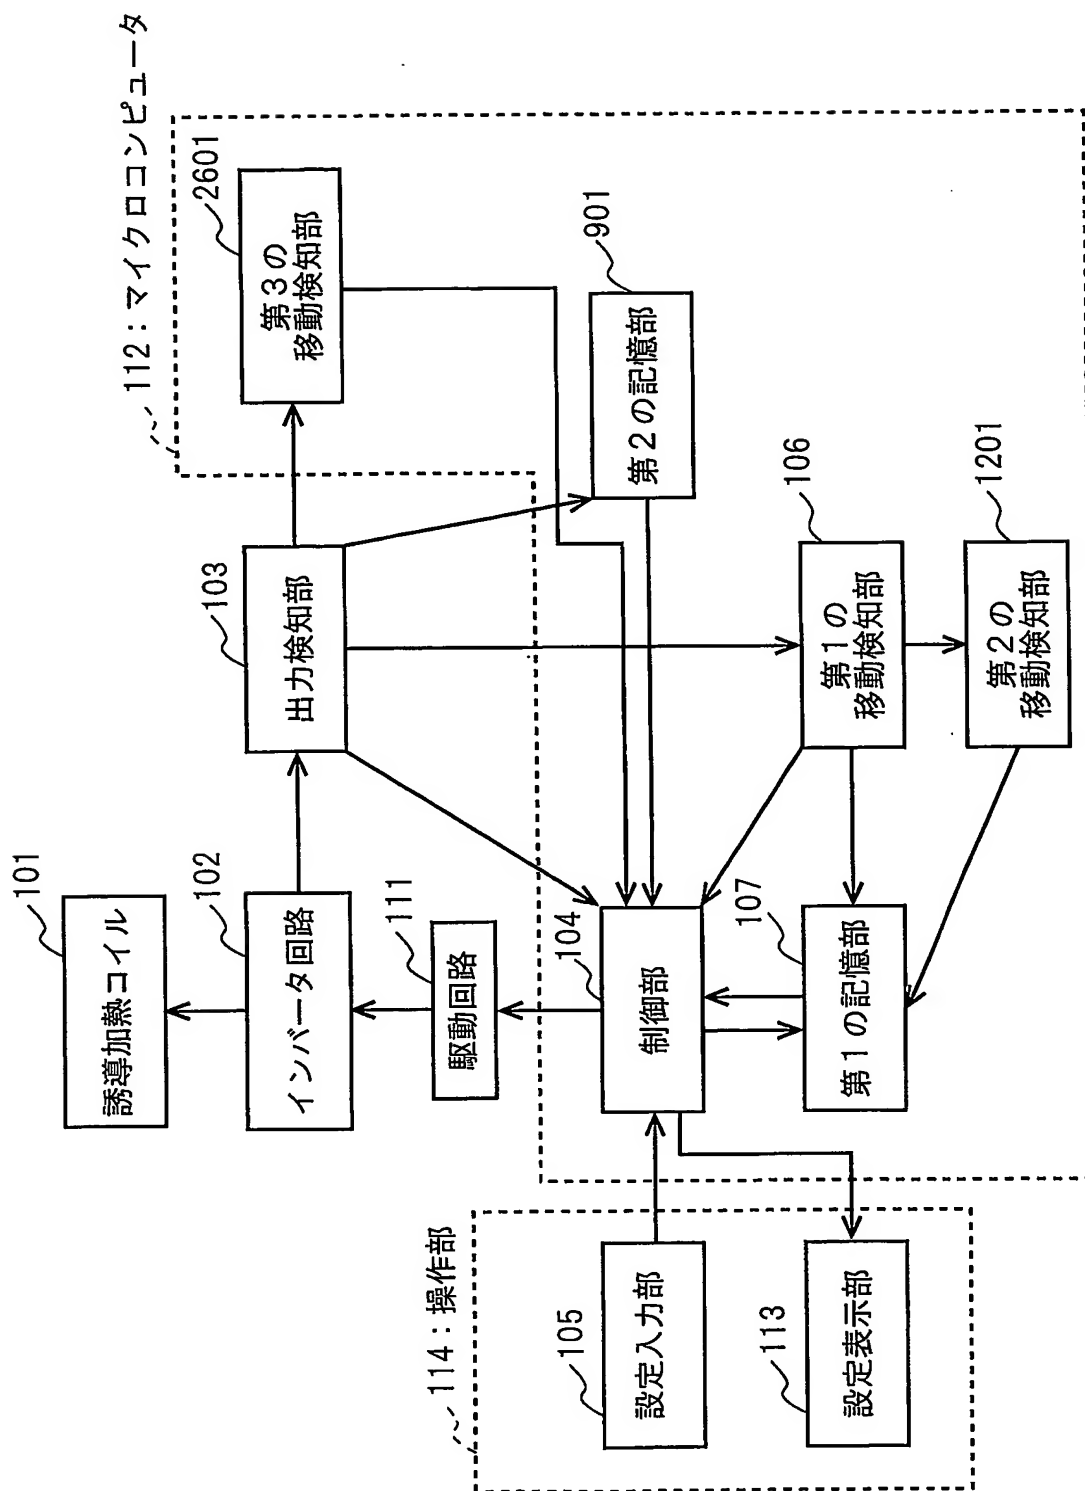 101
誘導加熱コイル
102
インバータ回路
111
駆動回路
103
出力検知部
112:マイクロコンピュータ
2601
第3の
移動検知部
901
第2の記憶部
104
制御部
107
第1の記憶部
106
第1の
移動検知部
1201
第2の
移動検知部
114:操作部
105
設定入力部
113
設定表示部